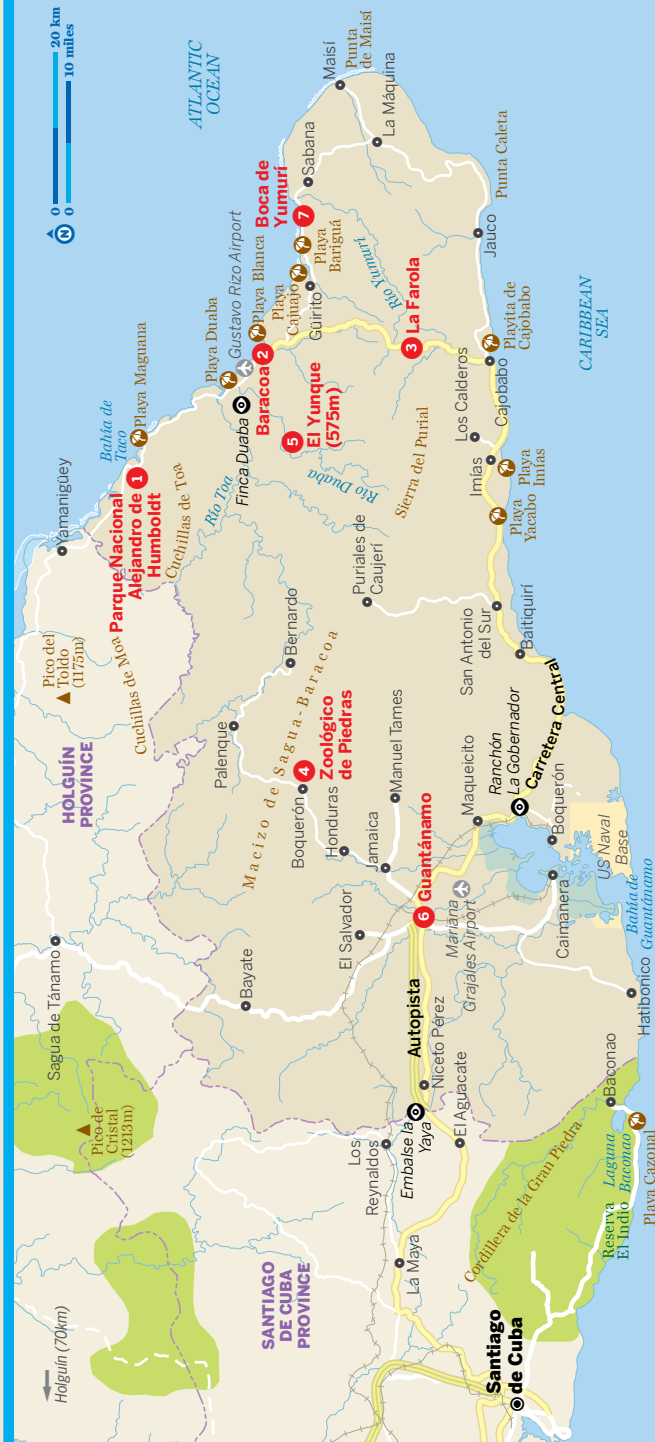 Holguín (70km)
Sagua de Tánamo
HOLGUÍN
PROVINCE
Pico del
Toldo
(1175m)
Yamanigüey
Bahía de
Taco
Playa Maguana
ATLANTIC
OCEAN
N
0
20 km
0
10 miles
Pico de
Cristal
(1213m)
Cuchillas de Moa
Parque Nacional
Alejandro de
Humboldt
1
Cuchillas de Toa
Playa Duaba
Gustavo Rizo Airport
Río Toa
Finca Duaba
Baracoa
2
Playa Blanca
Boca de
Yumurí
7
Playa
Cajuajo
Playa
Bariguá
Güirito
Sabana
Maisí
Punta
de Maisí
La Máquina
Bayate
Palenque
Bernardo
5
El Yunque
(575m)
Río Duaba
Río Yumurí
SANTIAGO
DE CUBA
PROVINCE
Macizo de Sagua-Baracoa
Boquerón
4
Zoológico
de Piedras
Honduras
El Salvador
Jamaica
Manuel Tames
Puriales de
Caujerí
Sierra del Purial
3
La Farola
Los
Reynaldos
Embalse la
Yaya
Autopista
Niceto Pérez
El Aguacate
6
Guantánamo
Mariana
Grajales Airport
Maqueicito
Ranchón
La Gobernador
Carretera Central
San Antonio
del Sur
Baitiquirí
Playa
Yacabo
Imías
Playa
Imías
Los Calderos
Cajobabo
Playita de
Cajobabo
Jauco
Punta Caleta
La Maya
Cordillera de la Gran Piedra
Santiago
de Cuba
Reserva
El Indio
Laguna
Baconao
Baconao
Playa Cazonal
Hatibonico
Caimanera
Boquerón
US Naval
Base
Bahía de
Guantánamo
CARIBBEAN
SEA